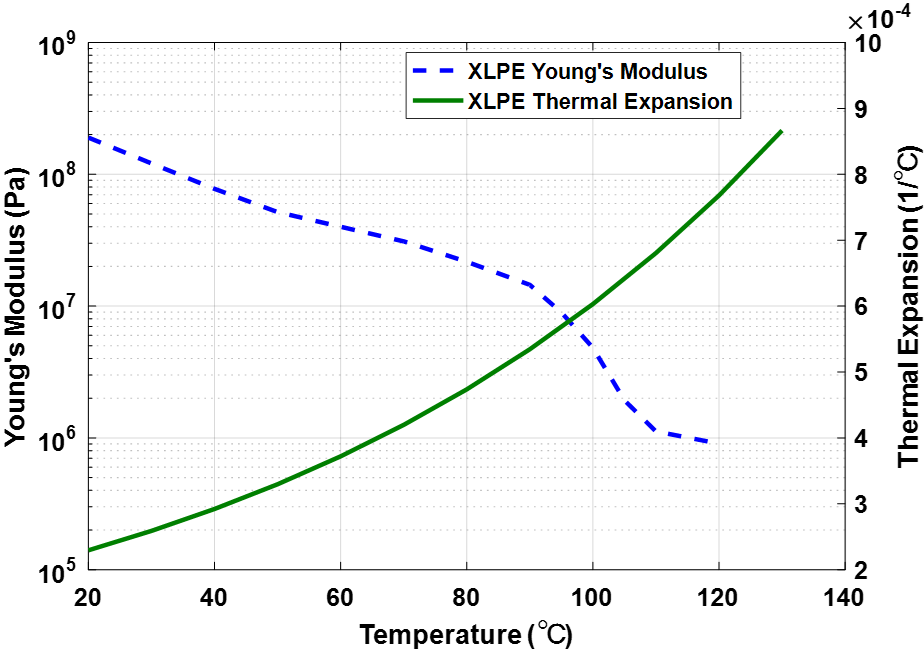 ×10⁻⁴
XLPE Young's Modulus
XLPE Thermal Expansion
Young's Modulus (Pa)
10⁹
10⁸
10⁷
10⁶
10⁵
10
9
8
7
6
5
4
3
2
Thermal Expansion (1/℃)
20 40 60 80 100 120 140
Temperature (℃)